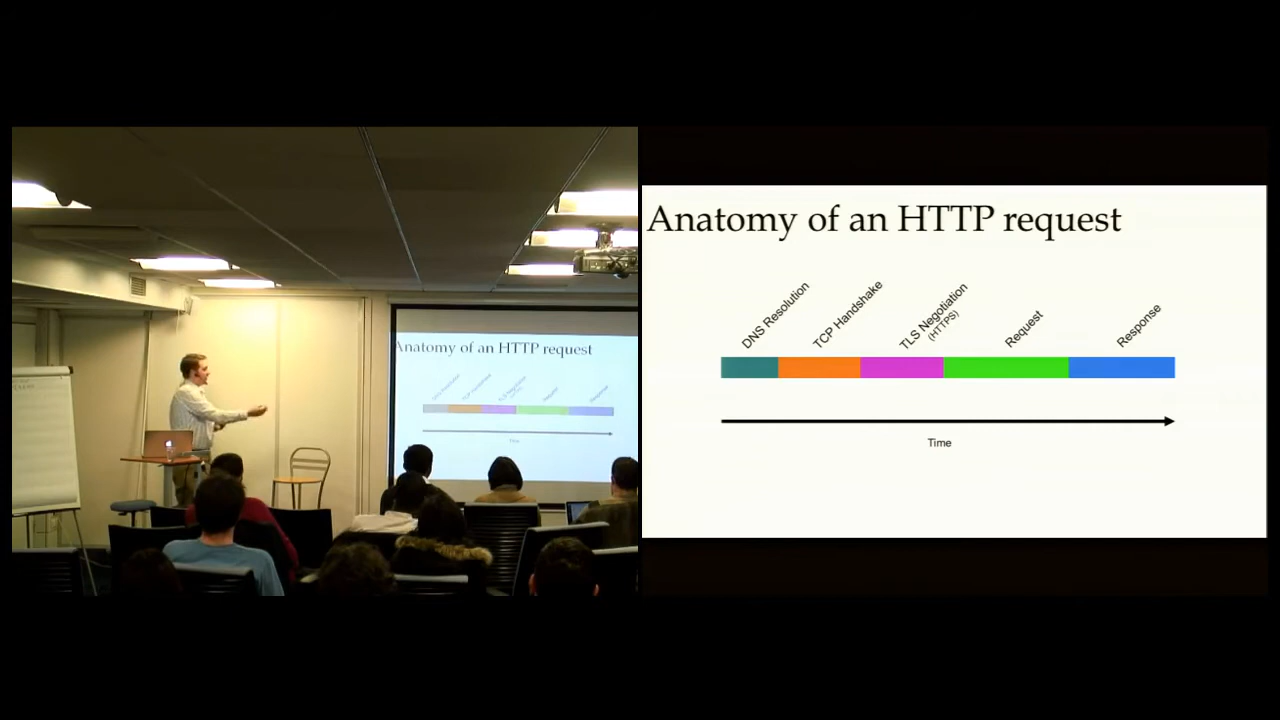 Anatomy of an HTTP request
DNS Resolution
TCP Handshake
TLS Negotiation
(HTTPS)
Request
Response
Time
Anatomy of an HTTP request